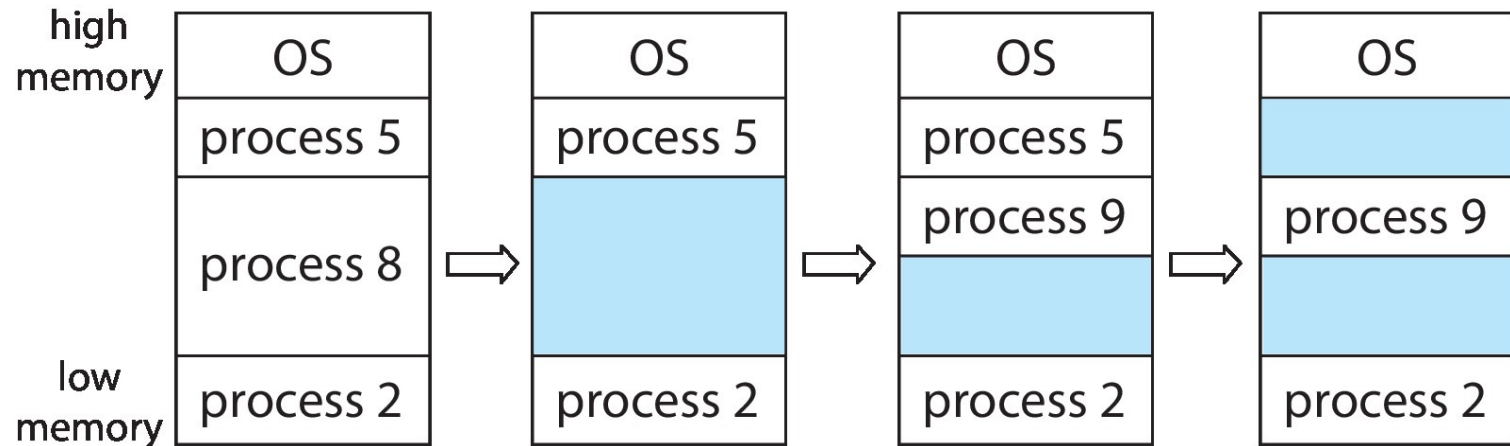 high
memory
OS
OS
OS
OS
process 5
process 5
process 5
process 8
process 9
process 9
low
memory
process 2
process 2
process 2
process 2